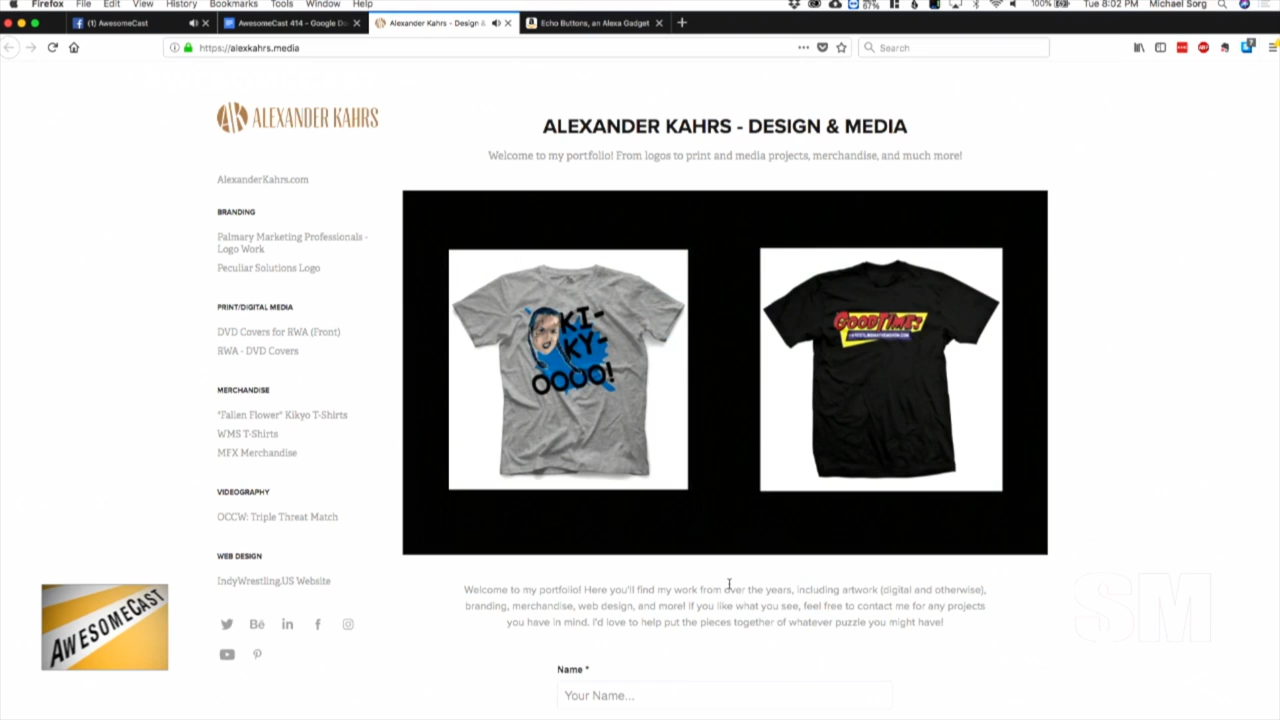 Firefox File Edit View History Bookmarks Tools Window Help 87% 100% Tue 8:02 PM Michael Sorg
(1) AwesomeCast
AwesomeCast 414 - Google Do
Alexander Kahrs - Design &
Echo Buttons, an Alexa Gadget
https://alexkahrs.media
Search
AK ALEXANDER KAHRS
AlexanderKahrs.com
BRANDING
Palmary Marketing Professionals -
Logo Work
Peculiar Solutions Logo
PRINT/DIGITAL MEDIA
DVD Covers for RWA (Front)
RWA - DVD Covers
MERCHANDISE
"Fallen Flower" Kikyo T-Shirts
WMS T-Shirts
MFX Merchandise
VIDEOGRAPHY
OCCW: Triple Threat Match
WEB DESIGN
IndyWrestling.US Website
Bē in f
AWESOMECAST
ALEXANDER KAHRS - DESIGN & MEDIA
Welcome to my portfolio! From logos to print and media projects, merchandise, and much more!
KI-
KY-
OOOO!
GOODTIME?
Welcome to my portfolio! Here you'll find my work from over the years, including artwork (digital and otherwise),
branding, merchandise, web design, and more! If you like what you see, feel free to contact me for any projects
you have in mind. I'd love to help put the pieces together of whatever puzzle you might have!
Name *
Your Name...
SM